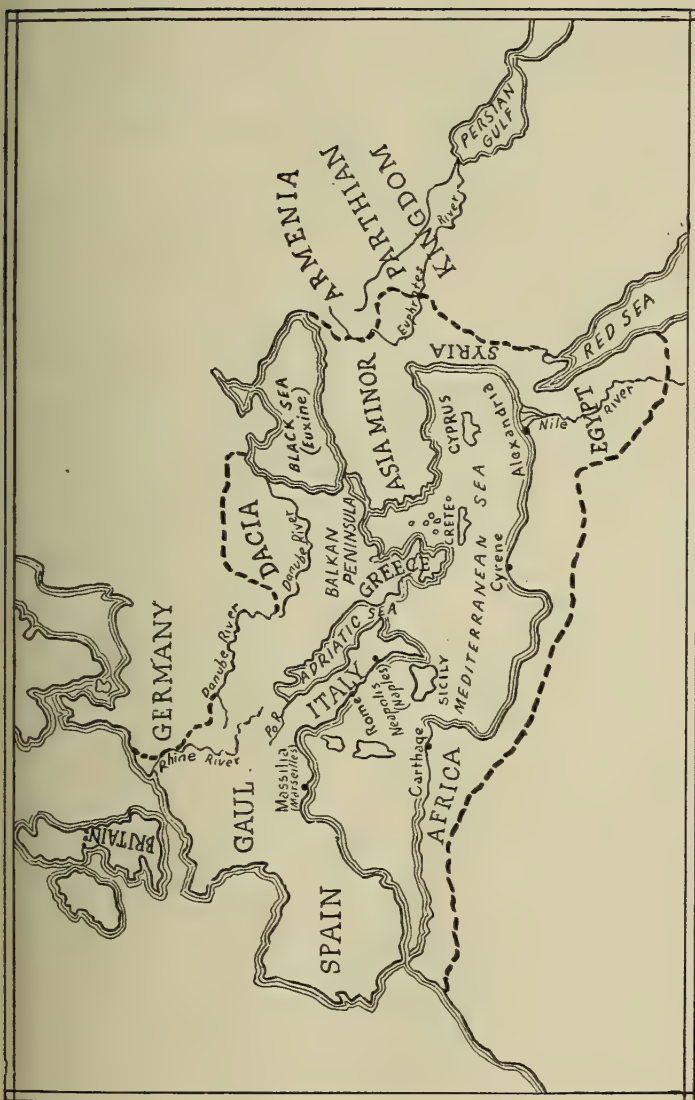 BRITAIN
GERMANY
Rhine River
Danube River
GAUL
DACIA
Danube River
BLACK SEA
(Euxine)
ARMENIA
PARTHIAN
KINGDOM
Euphrates River
PERSIAN
GULF
SPAIN
Massilia
(Marseilles)
Po R
ADRIATIC SEA
ITALY
Rome
Neapolis
(Naples)
SICILY
BALKAN
PENINSULA
GREECE
CRETE
ASIA MINOR
CYPRUS
SYRIA
MEDITERRANEAN SEA
Carthage
AFRICA
Cyrene
Alexandria
Nile River
EGYPT
RED SEA